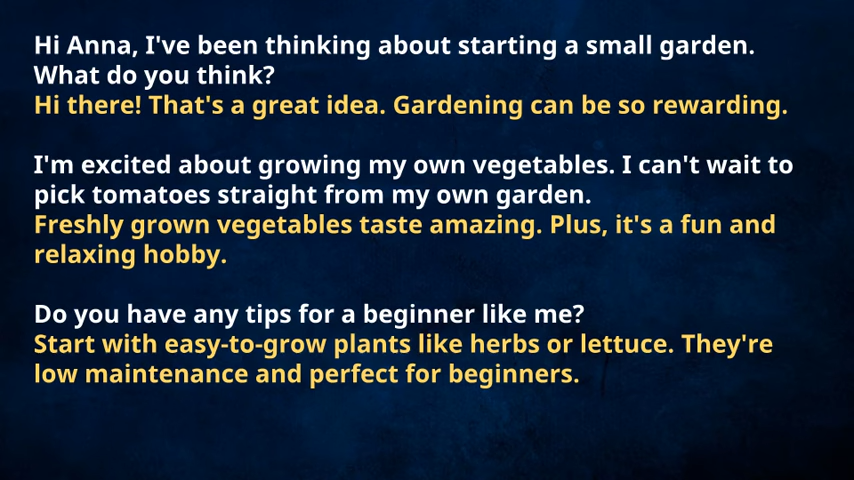 Hi Anna, I've been thinking about starting a small garden.
What do you think?
Hi there! That's a great idea. Gardening can be so rewarding.
I'm excited about growing my own vegetables. I can't wait to
pick tomatoes straight from my own garden.
Freshly grown vegetables taste amazing. Plus, it's a fun and
relaxing hobby.
Do you have any tips for a beginner like me?
Start with easy-to-grow plants like herbs or lettuce. They're
low maintenance and perfect for beginners.